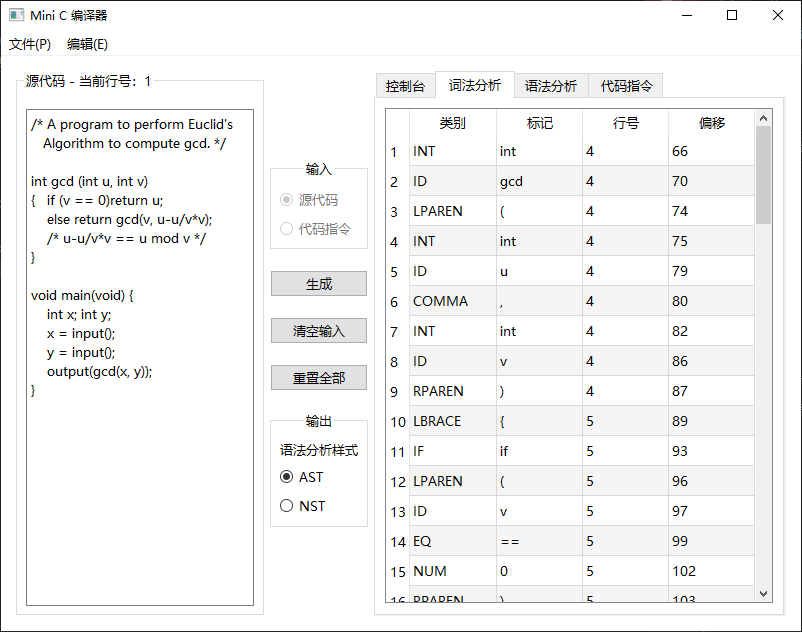 Mini C 编译器
文件(P) 编辑(E)
源代码 - 当前行号：1
/* A program to perform Euclid's
Algorithm to compute gcd. */
int gcd (int u, int v)
{ if (v == 0)return u;
else return gcd(v, u-u/v*v);
/* u-u/v*v == u mod v */
}
void main(void) {
int x; int y;
x = input();
y = input();
output(gcd(x, y));
}
输入
源代码
代码指令
生成
清空输入
重置全部
输出
语法分析样式
AST
NST
控制台 词法分析 语法分析 代码指令
类别 标记 行号 偏移
1 INT int 4 66
2 ID gcd 4 70
3 LPAREN ( 4 74
4 INT int 4 75
5 ID u 4 79
6 COMMA , 4 80
7 INT int 4 82
8 ID v 4 86
9 RPAREN ) 4 87
10 LBRACE { 5 89
11 IF if 5 93
12 LPAREN ( 5 96
13 ID v 5 97
14 EQ == 5 99
15 NUM 0 5 102
16 RPAREN ) 5 103